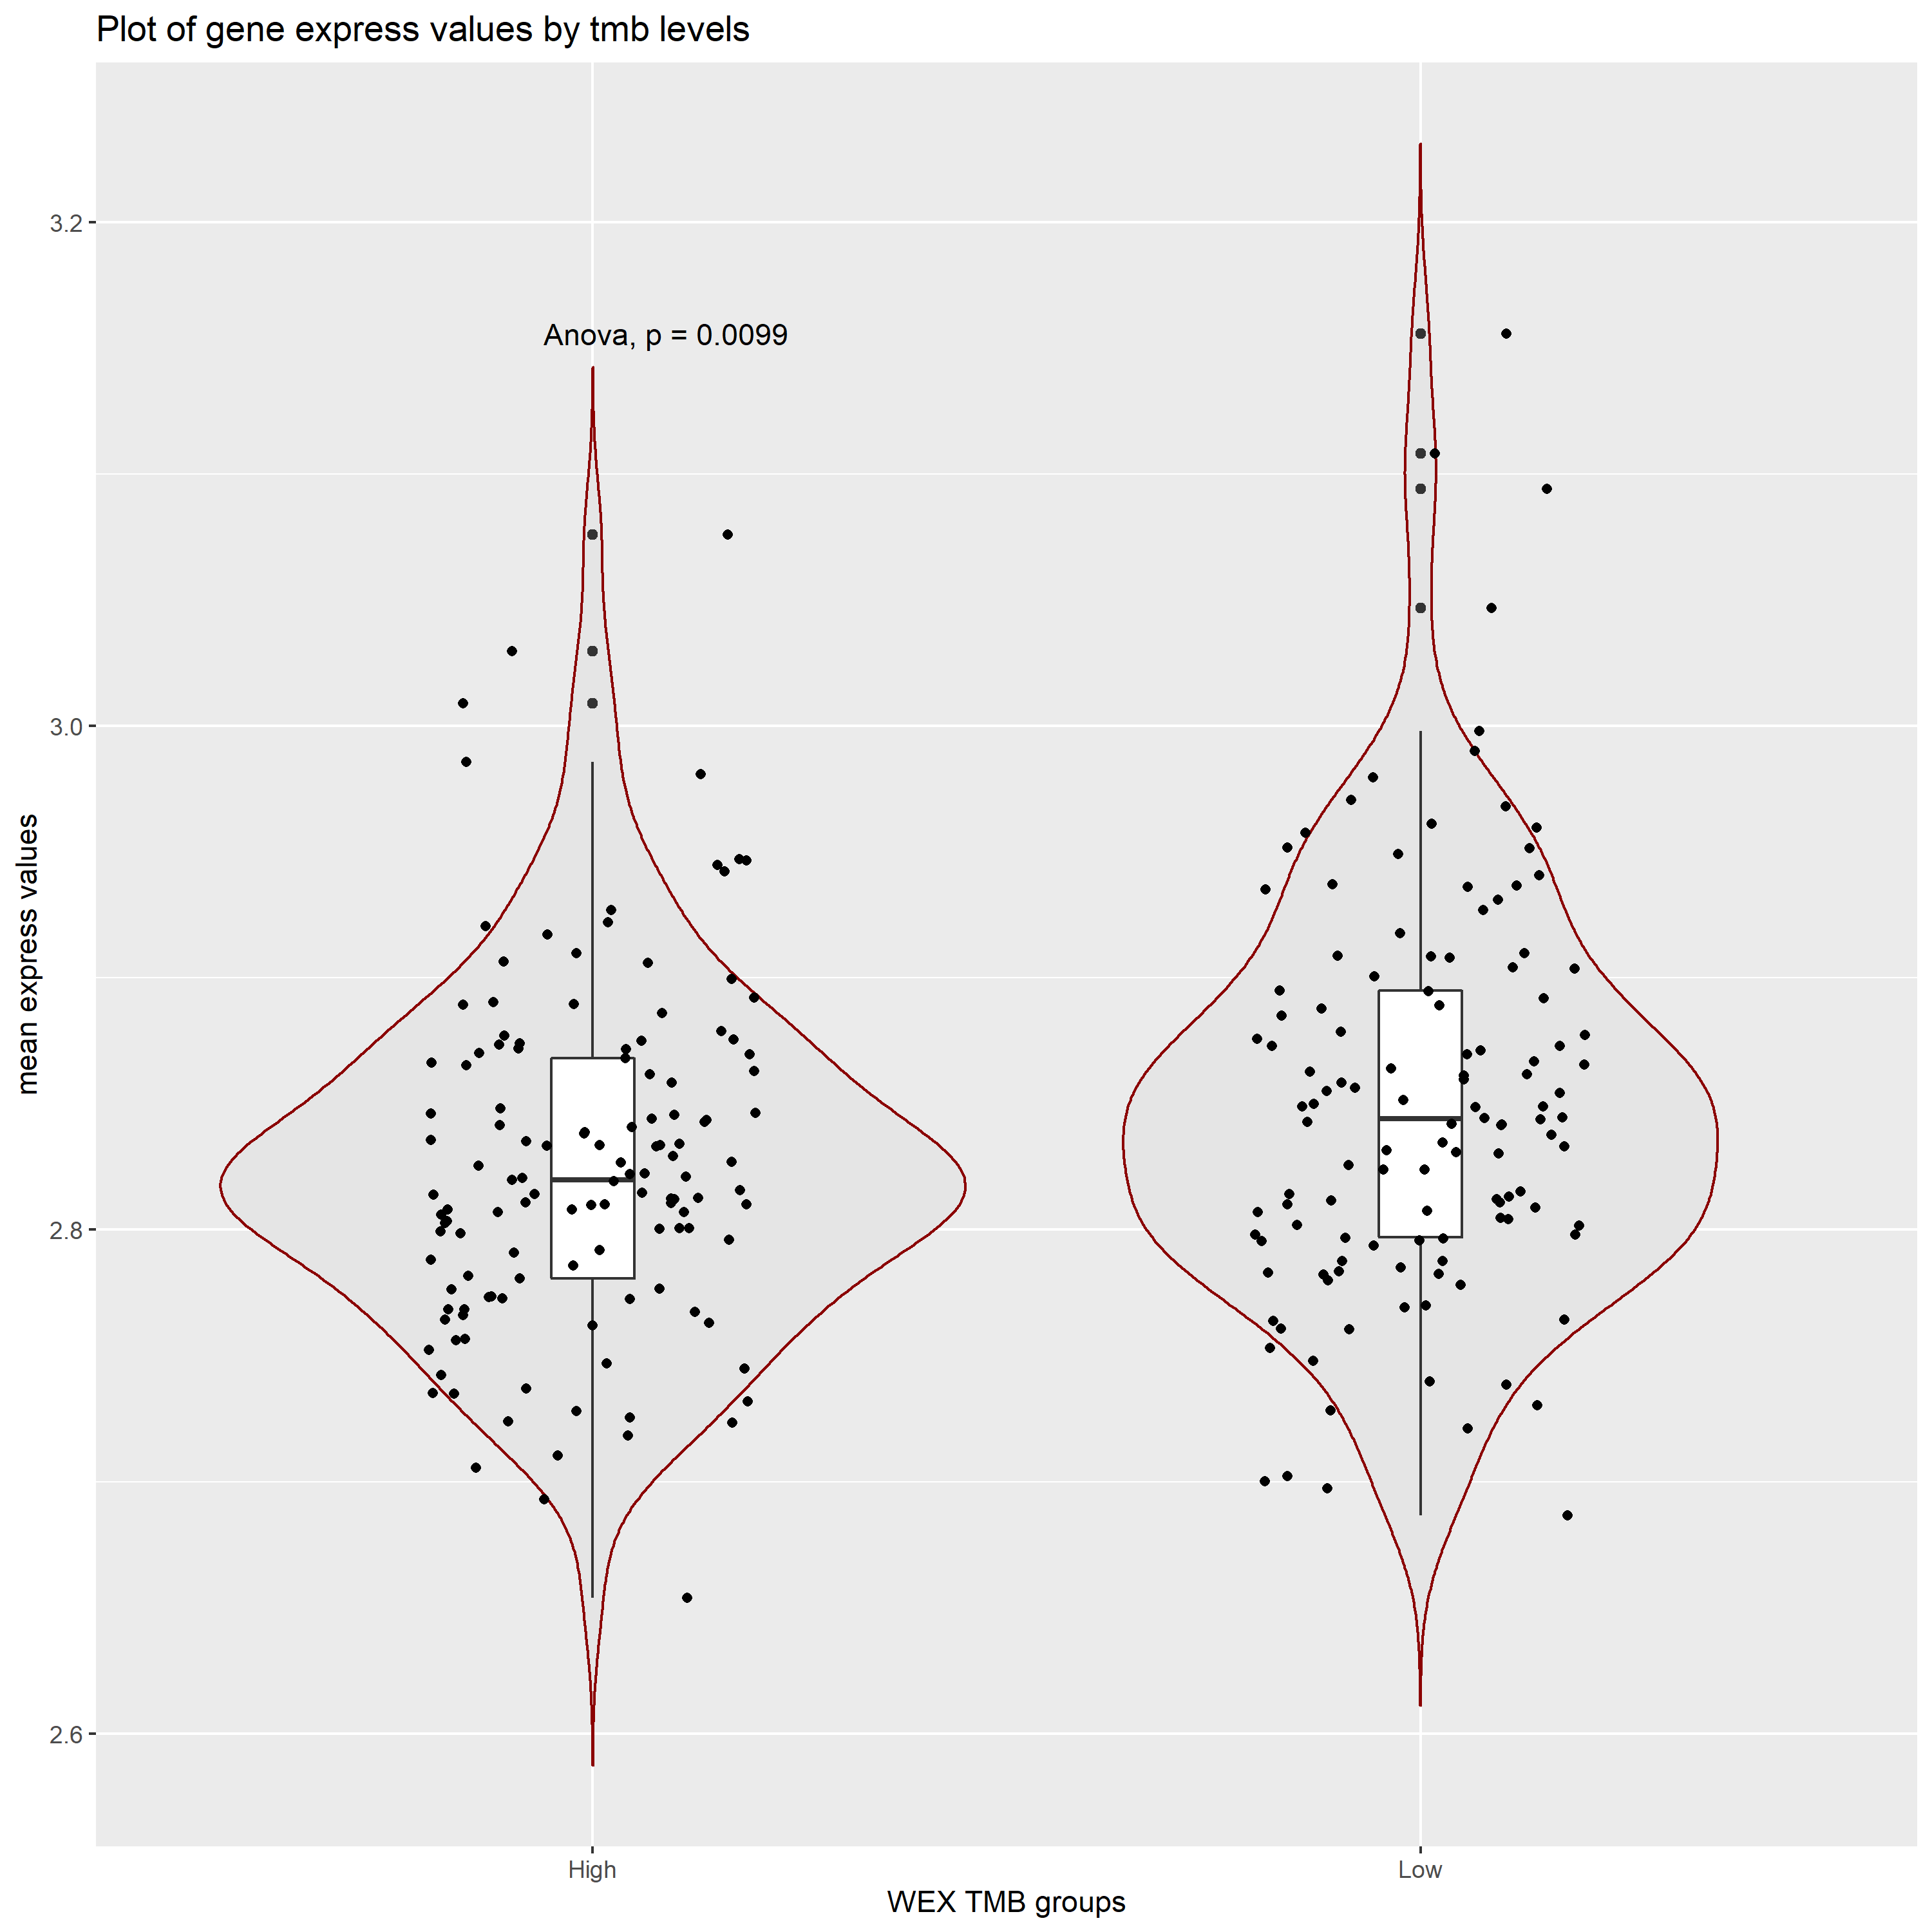 Plot of gene express values by tmb levels
Anova, p = 0.0099
mean express values
3.2
3.0
2.8
2.6
High
Low
WEX TMB groups